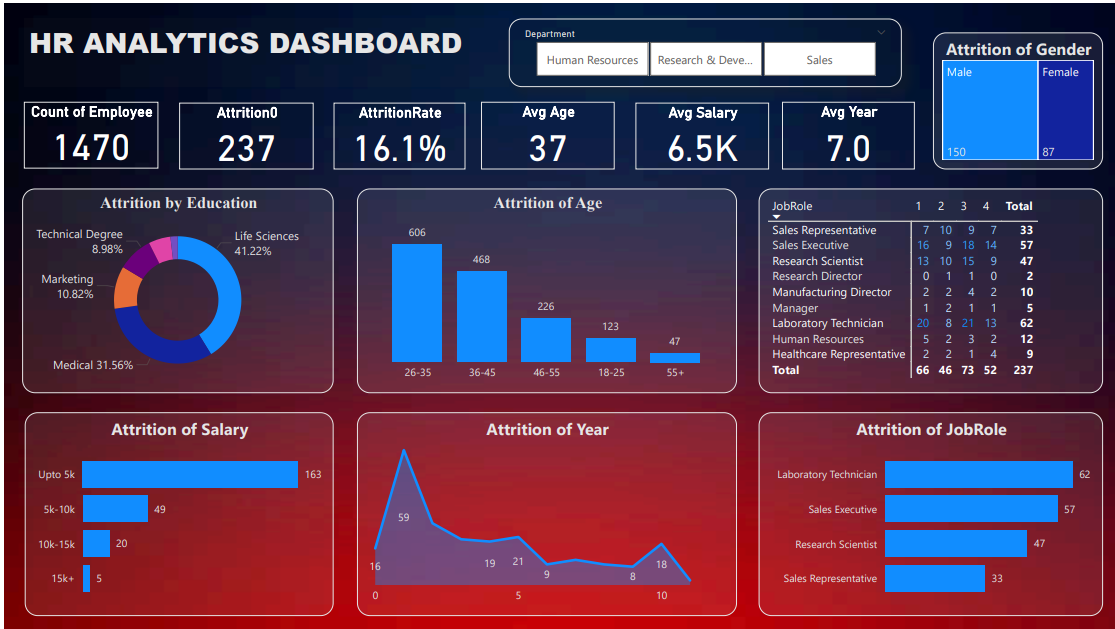 HR ANALYTICS DASHBOARD
Department
Human Resources
Research & Deve...
Sales
Attrition of Gender
Male
Female
150
87
Count of Employee
1470
Attrition0
237
AttritionRate
16.1%
Avg Age
37
Avg Salary
6.5K
Avg Year
7.0
Attrition by Education
Technical Degree
8.98%
Life Sciences
41.22%
Marketing
10.82%
Medical 31.56%
Attrition of Age
606
468
226
123
47
26-35 36-45 46-55 18-25 55+
JobRole 1 2 3 4 Total
Sales Representative 7 10 9 7 33
Sales Executive 16 9 18 14 57
Research Scientist 13 10 15 9 47
Research Director 0 1 1 0 2
Manufacturing Director 2 2 4 2 10
Manager 1 2 1 1 5
Laboratory Technician 20 8 21 13 62
Human Resources 5 2 3 2 12
Healthcare Representative 2 2 1 4 9
Total 66 46 73 52 237
Attrition of Salary
Upto 5k 163
5k-10k 49
10k-15k 20
15k+ 5
Attrition of Year
59
16
19
21
9
8
18
0 5 10
Attrition of JobRole
Laboratory Technician 62
Sales Executive 57
Research Scientist 47
Sales Representative 33